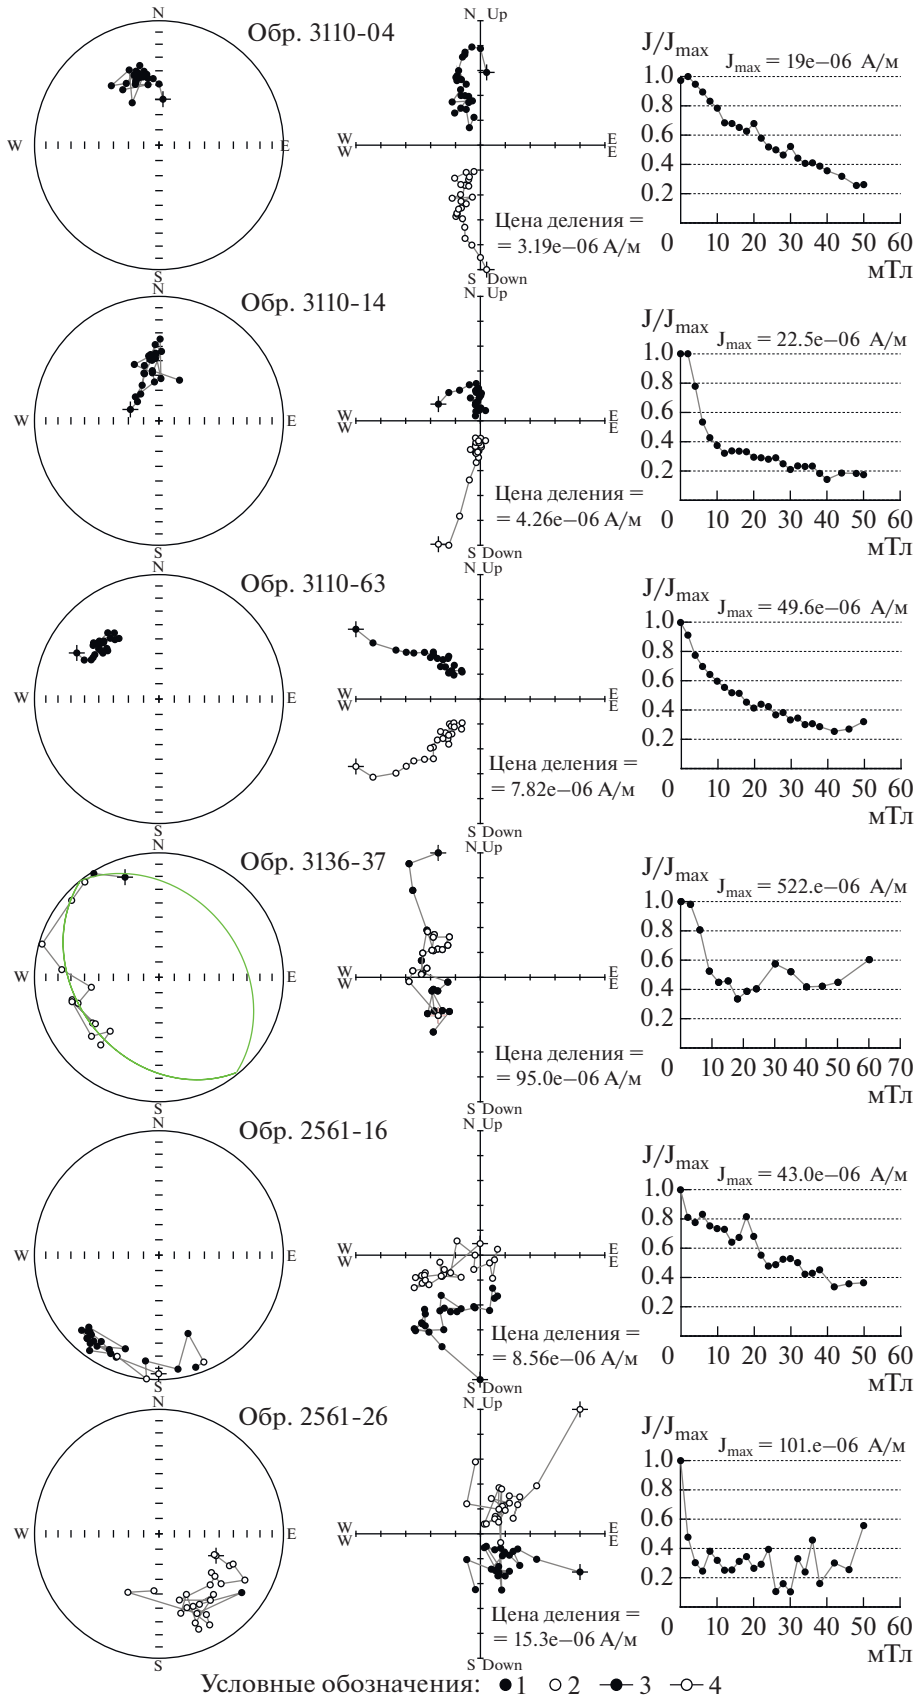 Обр. 3110-04
N
W
E
S
N Up
W
E
W
E
S Down
Цена деления =
= 3.19e−06 А/м
J/Jmax
Jmax = 19e−06 А/м
1.0
0.8
0.6
0.4
0.2
0 10 20 30 40 50 60
мТл
Обр. 3110-14
N
W
E
S
N Up
W
E
W
E
S Down
Цена деления =
= 4.26e−06 А/м
J/Jmax
Jmax = 22.5e−06 А/м
1.0
0.8
0.6
0.4
0.2
0 10 20 30 40 50 60
мТл
Обр. 3110-63
N
W
E
S
N Up
W
E
W
E
S Down
Цена деления =
= 7.82e−06 А/м
J/Jmax
Jmax = 49.6e−06 А/м
1.0
0.8
0.6
0.4
0.2
0 10 20 30 40 50 60
мТл
Обр. 3136-37
N
W
E
S
N Up
W
E
W
E
S Down
Цена деления =
= 95.0e−06 А/м
J/Jmax
Jmax = 522.e−06 А/м
1.0
0.8
0.6
0.4
0.2
0 10 20 30 40 50 60 70
мТл
Обр. 2561-16
N
W
E
S
N Up
W
E
W
E
S Down
Цена деления =
= 8.56e−06 А/м
J/Jmax
Jmax = 43.0e−06 А/м
1.0
0.8
0.6
0.4
0.2
0 10 20 30 40 50 60
мТл
Обр. 2561-26
N
W
E
S
N Up
W
E
W
E
S Down
Цена деления =
= 15.3e−06 А/м
J/Jmax
Jmax = 101.e−06 А/м
1.0
0.8
0.6
0.4
0.2
0 10 20 30 40 50 60
мТл
Условные обозначения: 1 2 3 4